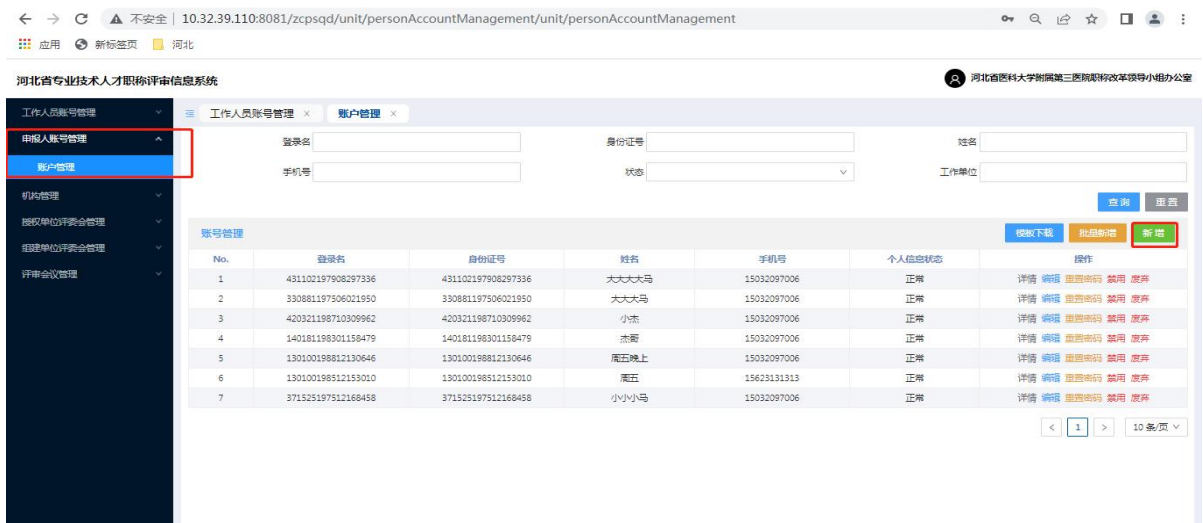 不安全 | 10.32.39.110:8081/zcpsqd/unit/personAccountManagement/unit/personAccountManagement
应用 新标签页 河北
河北省专业技术人才职称评审信息系统 河北省医科大学附属第三医院职称改革领导小组办公室
工作人员账号管理 工作人员账号管理 × 账户管理 ×
申报人账号管理 登录名 身份证号 姓名
账户管理 手机号 状态 工作单位
机构管理 查询 重置
授权单位评委会管理 账号管理 模板下载 批量新增 新增
组建单位评委会管理
评审会议管理
No. 登录名 身份证号 姓名 手机号 个人信息状态 操作
1 431102197908297336 431102197908297336 大大大大马 15032097006 正常 详情 编辑 重置密码 禁用 废弃
2 330881197506021950 330881197506021950 大大大马 15032097006 正常 详情 编辑 重置密码 禁用 废弃
3 420321198710309962 420321198710309962 小杰 15032097006 正常 详情 编辑 重置密码 禁用 废弃
4 140181198301158479 140181198301158479 杰哥 15032097006 正常 详情 编辑 重置密码 禁用 废弃
5 130100198812130646 130100198812130646 周五晚上 15032097006 正常 详情 编辑 重置密码 禁用 废弃
6 130100198512153010 130100198512153010 周五 15623131313 正常 详情 编辑 重置密码 禁用 废弃
7 371525197512168458 371525197512168458 小小小马 15032097006 正常 详情 编辑 重置密码 禁用 废弃
< 1 > 10 条/页